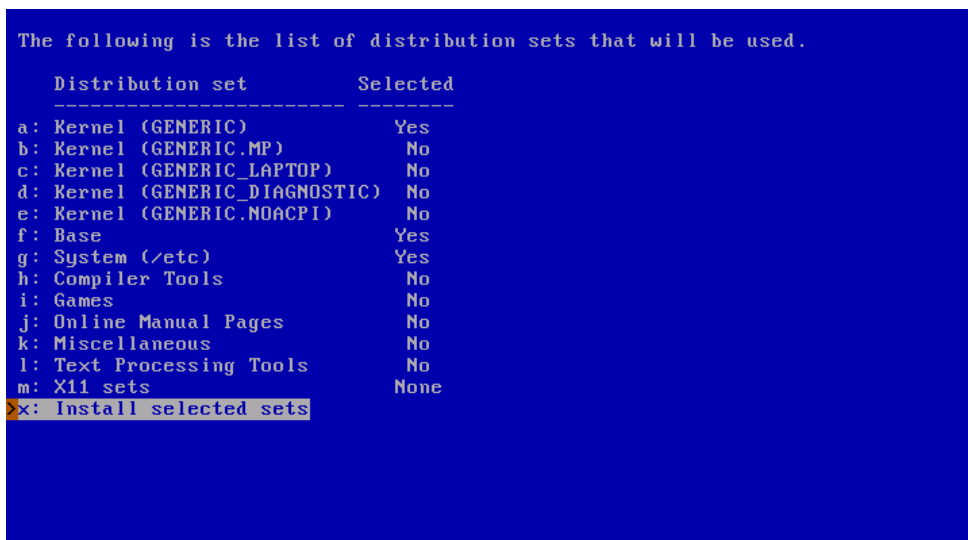 The following is the list of distribution sets that will be used.
Distribution set Selected
------------------------ --------
a: Kernel (GENERIC) Yes
b: Kernel (GENERIC.MP) No
c: Kernel (GENERIC_LAPTOP) No
d: Kernel (GENERIC_DIAGNOSTIC) No
e: Kernel (GENERIC.NOACPI) No
f: Base Yes
g: System (/etc) Yes
h: Compiler Tools No
i: Games No
j: Online Manual Pages No
k: Miscellaneous No
l: Text Processing Tools No
m: X11 sets None
>x: Install selected sets